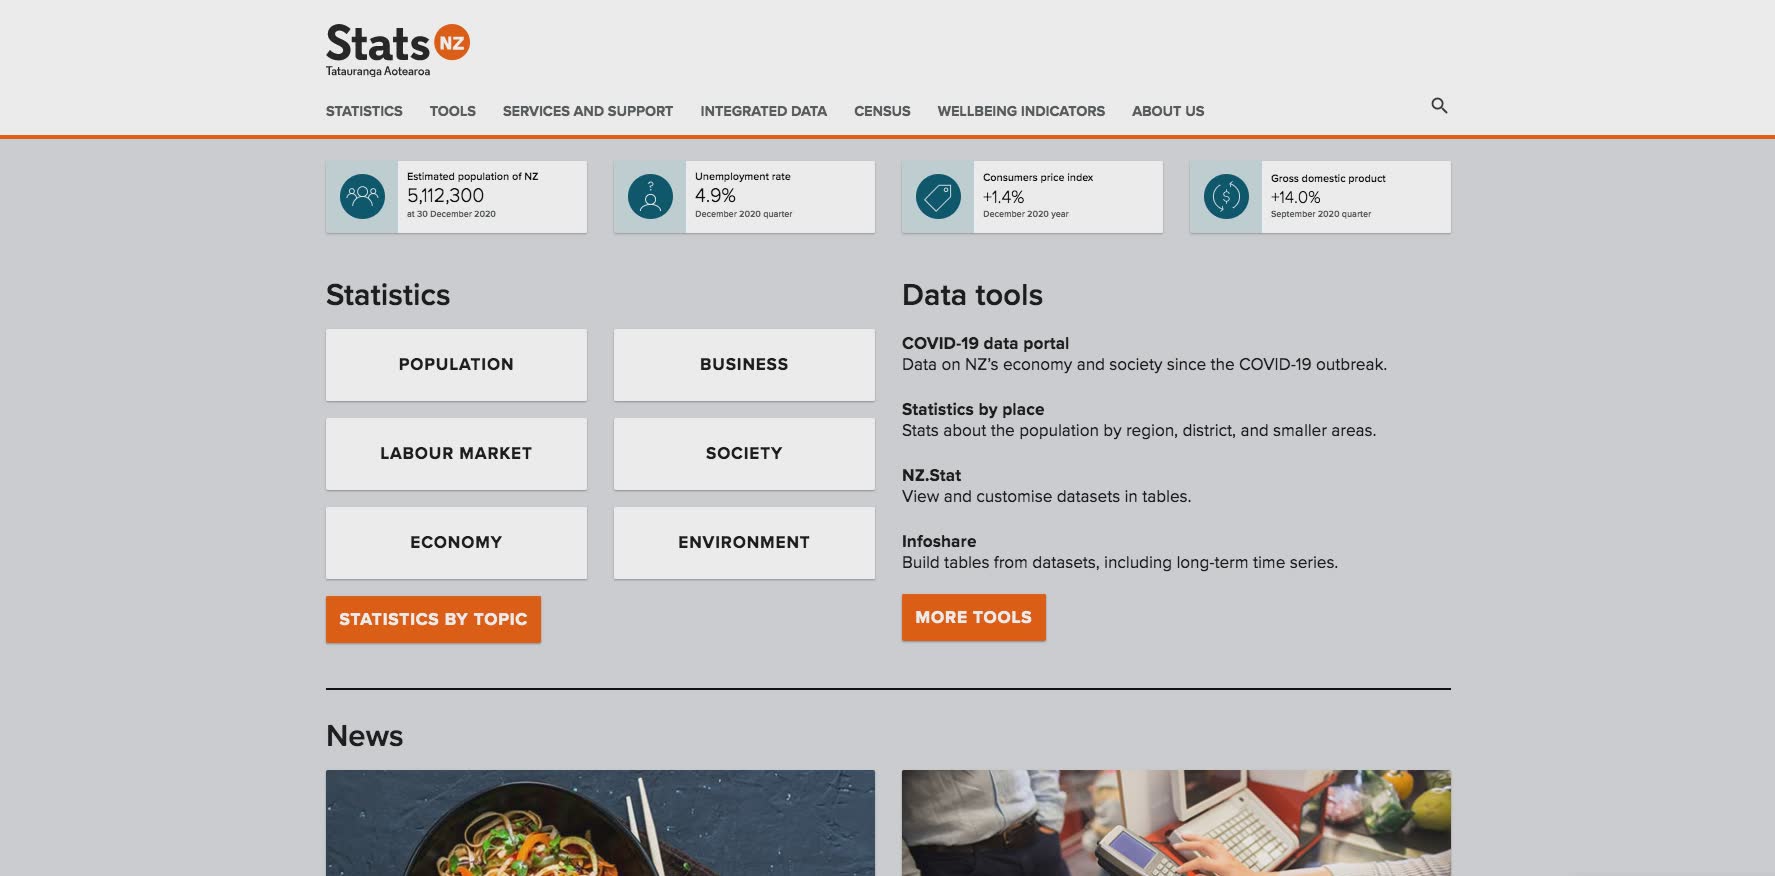 Stats NZ
Tatauranga Aotearoa
STATISTICS TOOLS SERVICES AND SUPPORT INTEGRATED DATA CENSUS WELLBEING INDICATORS ABOUT US
Estimated population of NZ
5,112,300
at 30 December 2020
Unemployment rate
4.9%
December 2020 quarter
Consumers price index
+1.4%
December 2020 year
Gross domestic product
+14.0%
September 2020 quarter
Statistics
POPULATION
BUSINESS
LABOUR MARKET
SOCIETY
ECONOMY
ENVIRONMENT
STATISTICS BY TOPIC
Data tools
COVID-19 data portal
Data on NZ’s economy and society since the COVID-19 outbreak.
Statistics by place
Stats about the population by region, district, and smaller areas.
NZ.Stat
View and customise datasets in tables.
Infoshare
Build tables from datasets, including long-term time series.
MORE TOOLS
News